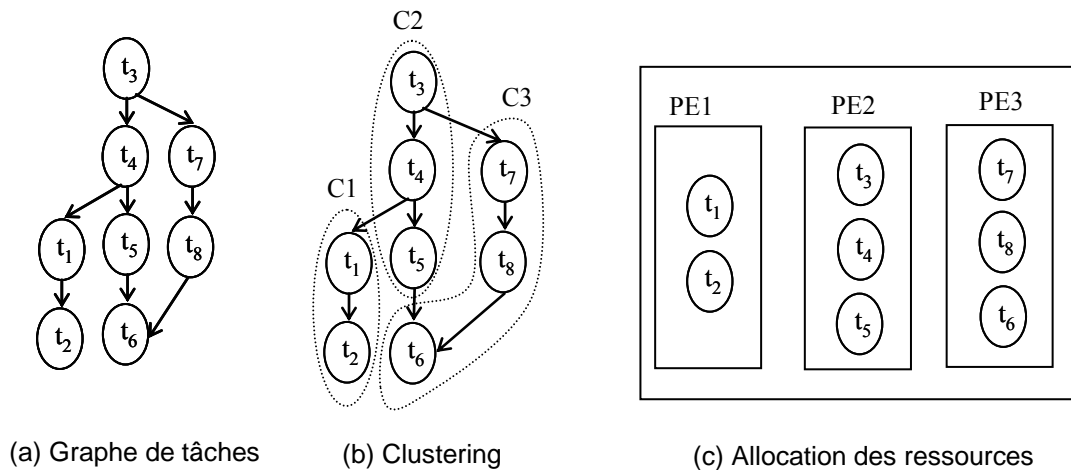 t3
t4
t7
t1
t5
t8
t2
t6
(a) Graphe de tâches
C2
C3
C1
t3
t4
t7
t1
t5
t8
t2
t6
(b) Clustering
PE1
PE2
PE3
t1
t2
t3
t4
t5
t7
t8
t6
(c) Allocation des ressources